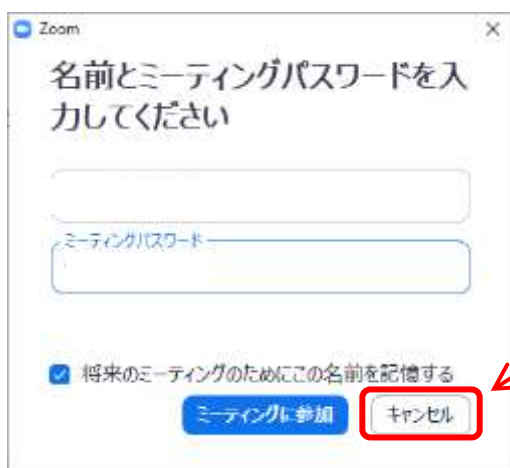 Zoom
名前とミーティングパスワードを入
力してください
ミーティングパスワード
将来のミーティングのためにこの名前を記憶する
ミーティングに参加
キャンセル